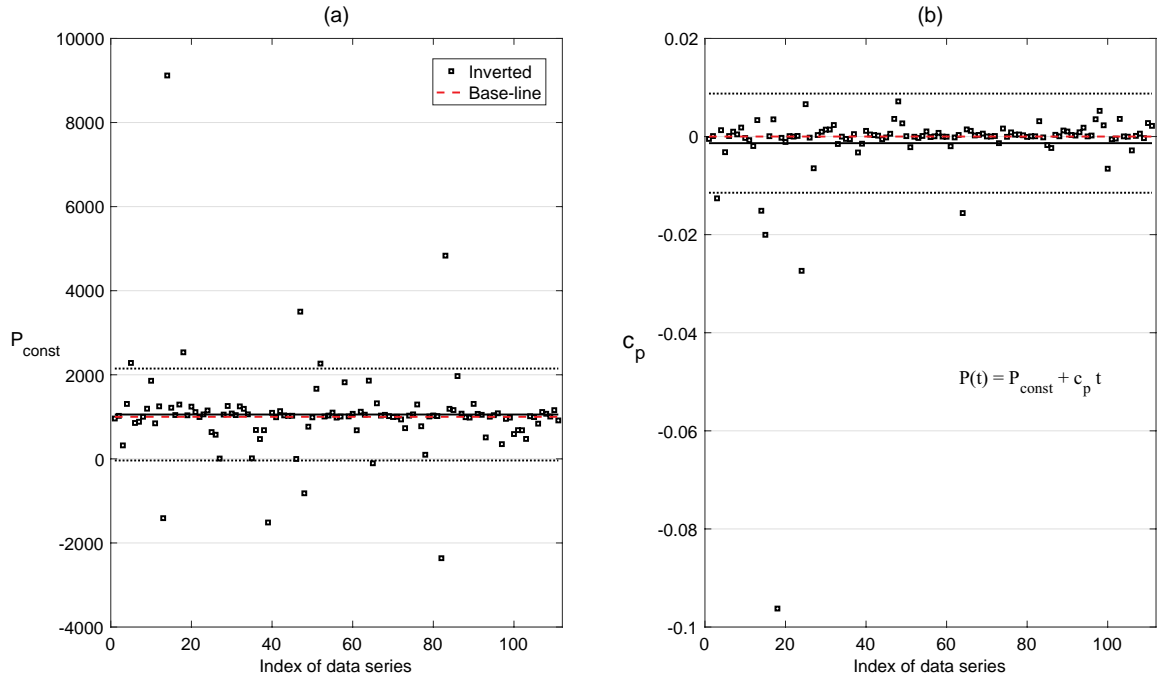 (a)
10000
8000
6000
4000
2000
0
-2000
-4000
P_const
0 20 40 60 80 100
Index of data series
Inverted
Base-line
(b)
0.02
0
-0.02
-0.04
-0.06
-0.08
-0.1
c_p
0 20 40 60 80 100
Index of data series
P(t) = P_const + c_p t